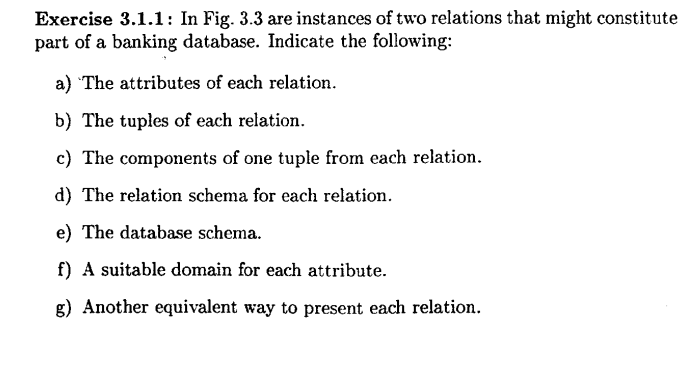 Exercise 3.1.1: In Fig. 3.3 are instances of two relations that might constitute
part of a banking database. Indicate the following:
a) The attributes of each relation.
b) The tuples of each relation.
c) The components of one tuple from each relation.
d) The relation schema for each relation.
e) The database schema.
f) A suitable domain for each attribute.
g) Another equivalent way to present each relation.